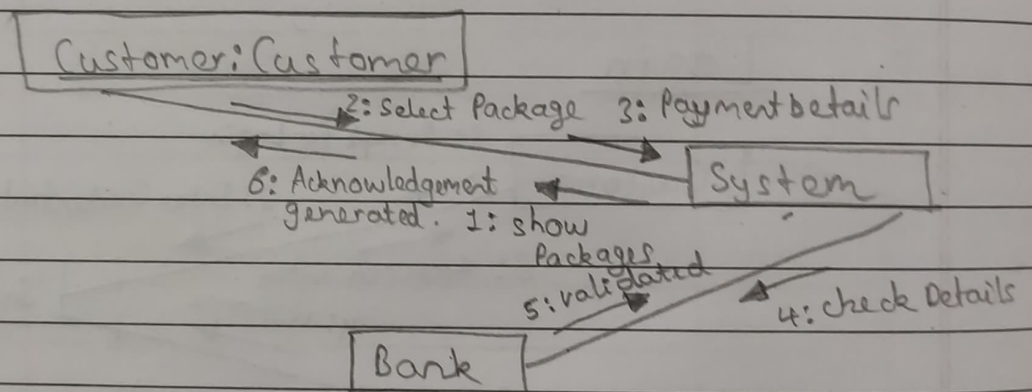 Customer: Customer
2: Select Package 3: Payment Details
System
6: Acknowledgement
generated. 1: show
Packages
5: validated
4: check Details
Bank